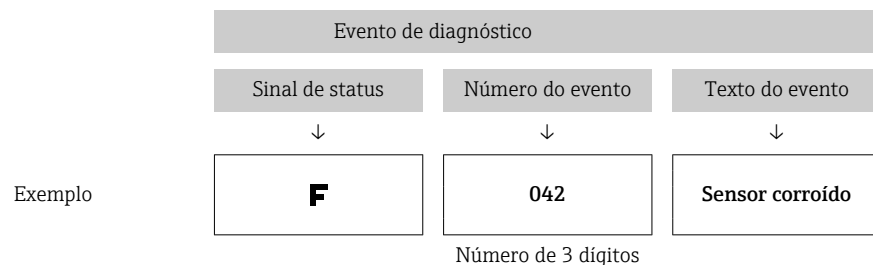 Evento de diagnóstico
Sinal de status Número do evento Texto do evento
↓ ↓ ↓
Exemplo F 042 Sensor corroído
Número de 3 dígitos